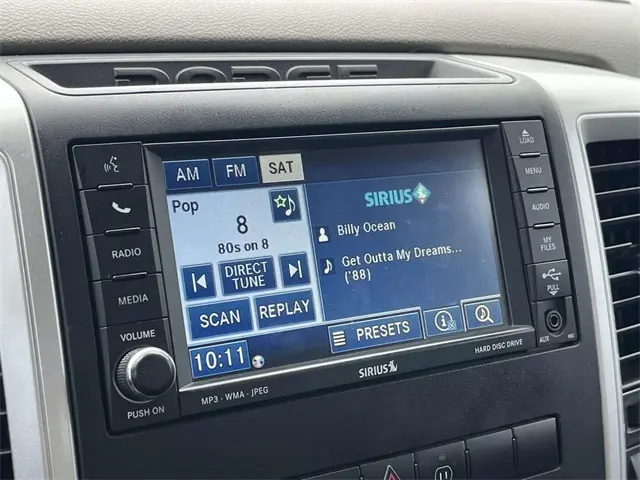 DODGE
LOAD
MENU
AUDIO
MY
FILES
PULL
AUX
MIC
RADIO
MEDIA
VOLUME
PUSH ON
AM FM SAT
Pop
8
80s on 8
DIRECT
TUNE
SCAN REPLAY
10:11
SIRIUS
Billy Ocean
Get Outta My Dreams...
('88)
PRESETS
HARD DISC DRIVE
SIRIUS
MP3 - WMA - JPEG